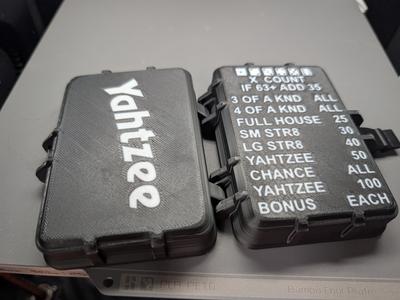 Yahtzee
X COUNT
IF 63+ ADD 35
3 OF A KND ALL
4 OF A KND ALL
FULL HOUSE 25
SM STR8 30
LG STR8 40
YAHTZEE 50
CHANCE ALL
YAHTZEE 100
BONUS EACH